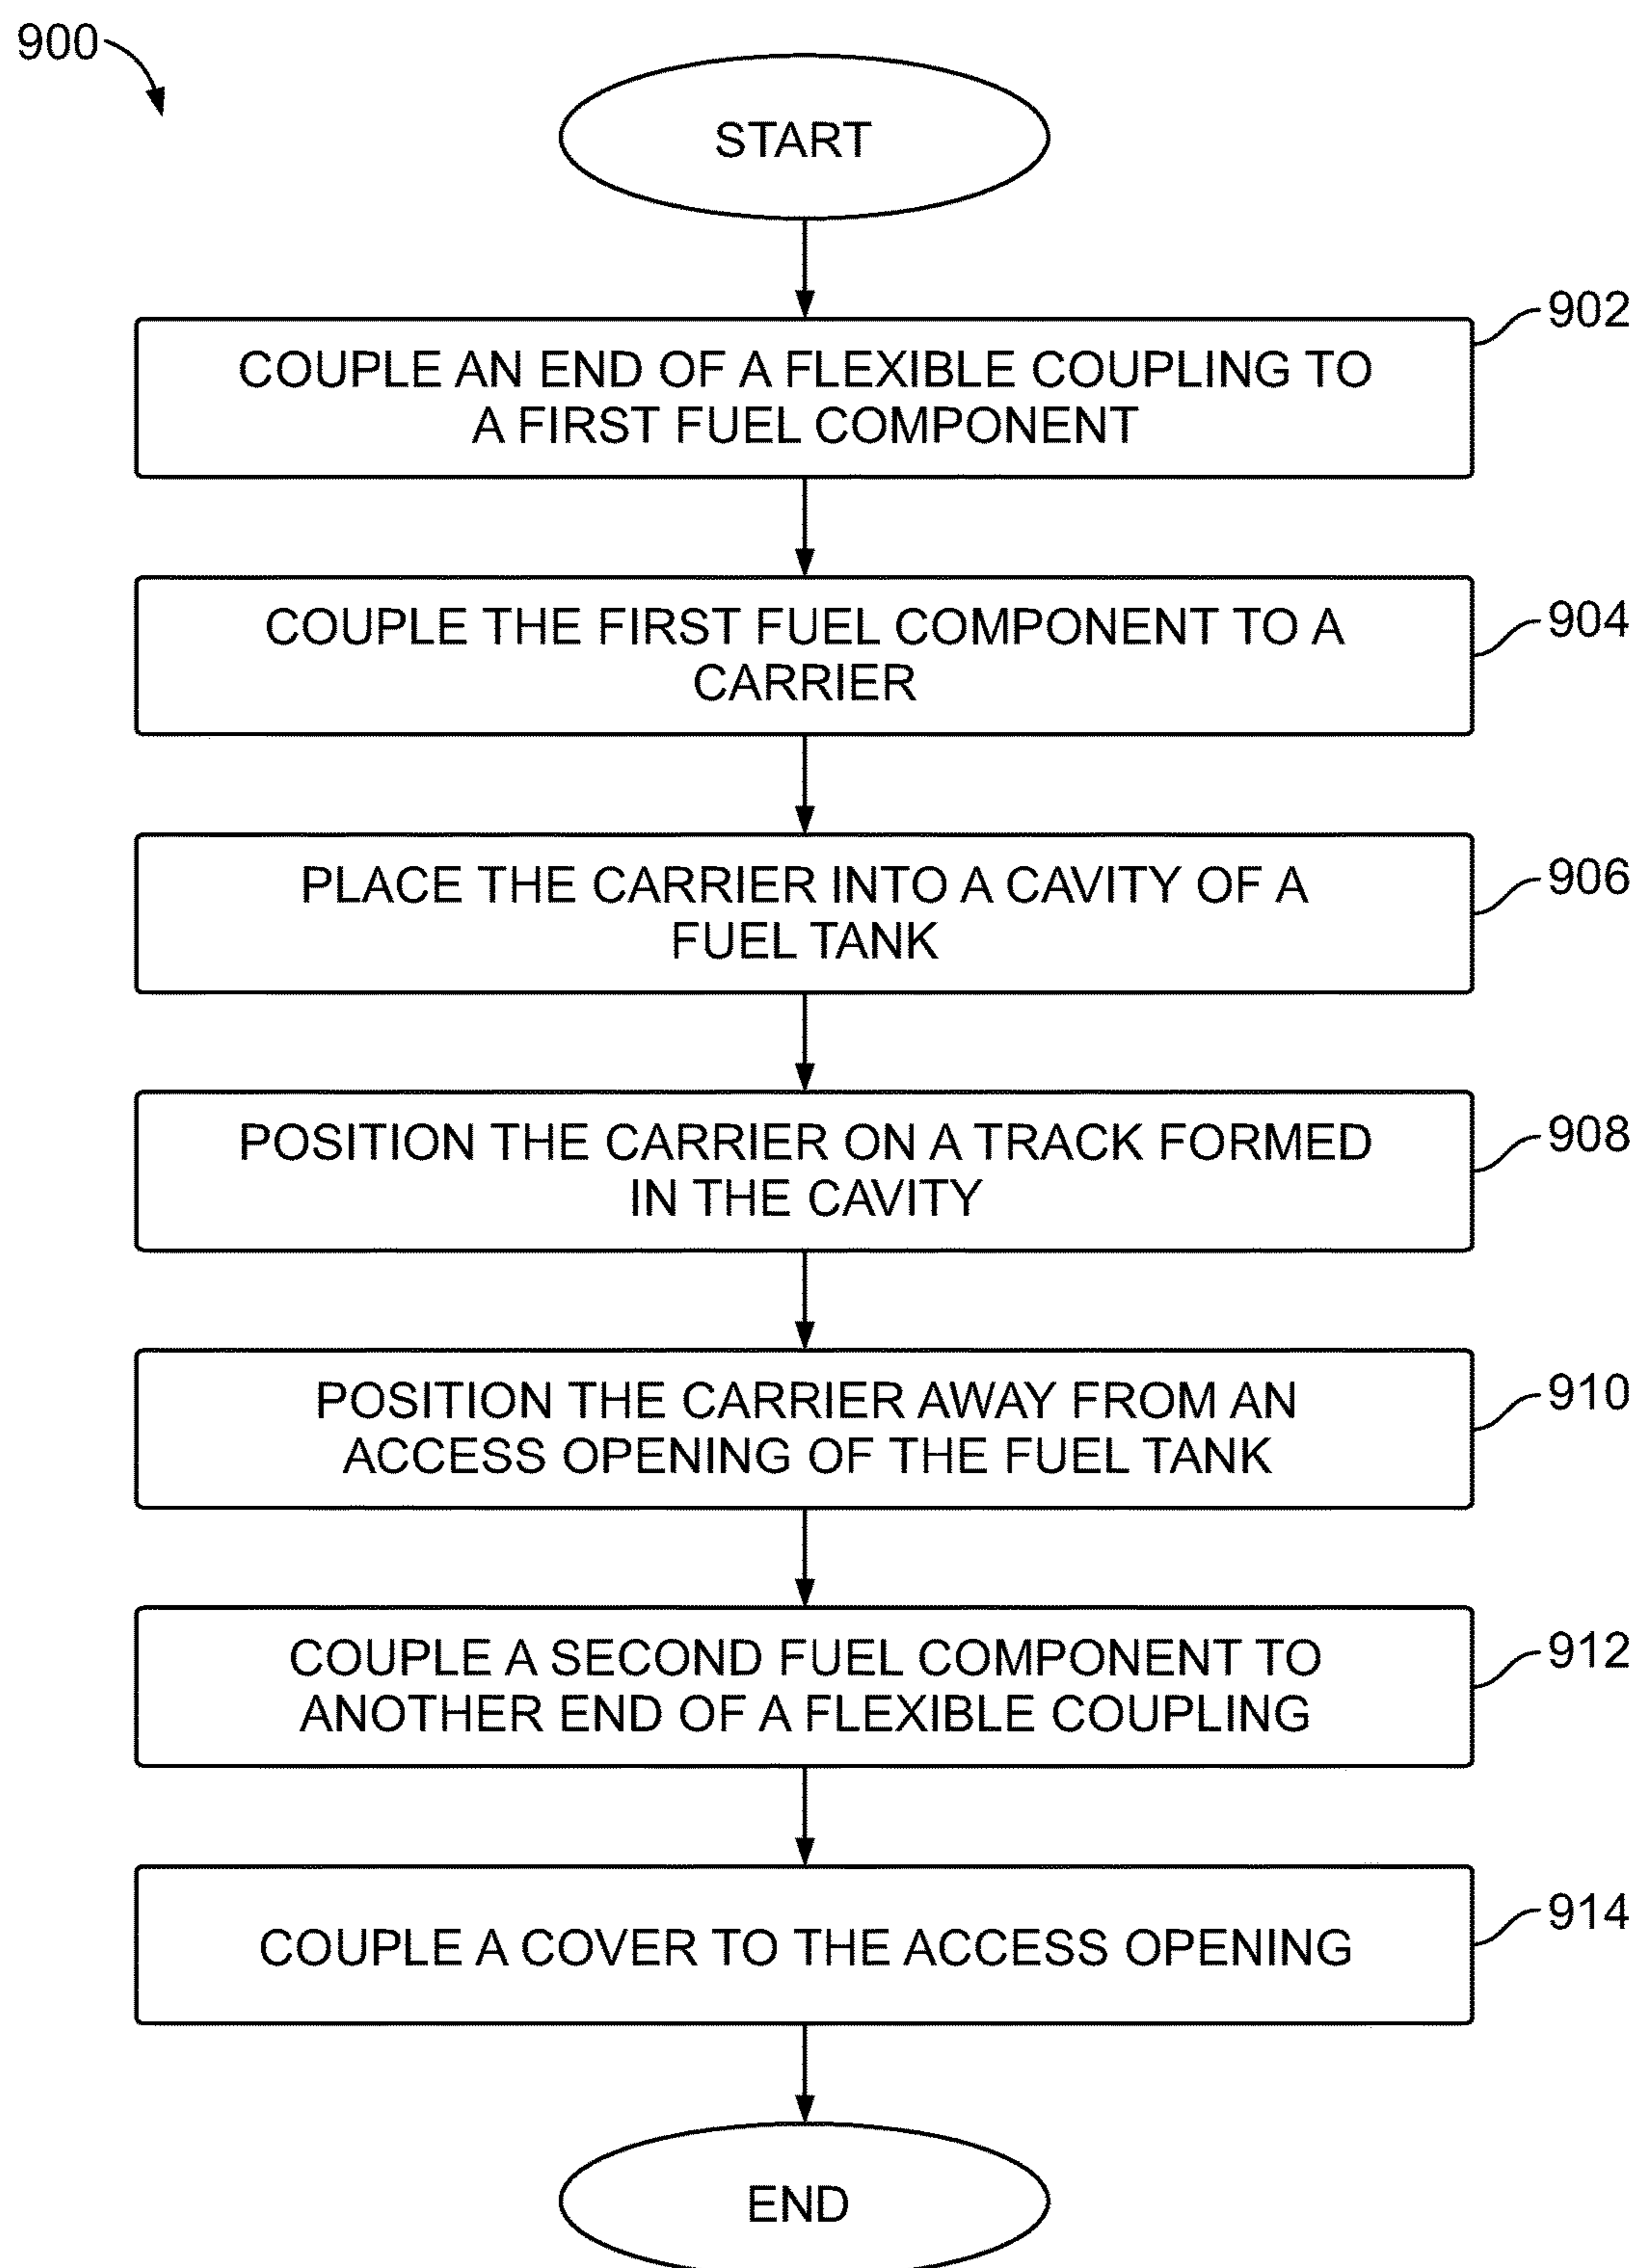 900
START
902
COUPLE AN END OF A FLEXIBLE COUPLING TO
A FIRST FUEL COMPONENT
904
COUPLE THE FIRST FUEL COMPONENT TO A
CARRIER
906
PLACE THE CARRIER INTO A CAVITY OF A
FUEL TANK
908
POSITION THE CARRIER ON A TRACK FORMED
IN THE CAVITY
910
POSITION THE CARRIER AWAY FROM AN
ACCESS OPENING OF THE FUEL TANK
912
COUPLE A SECOND FUEL COMPONENT TO
ANOTHER END OF A FLEXIBLE COUPLING
914
COUPLE A COVER TO THE ACCESS OPENING
END